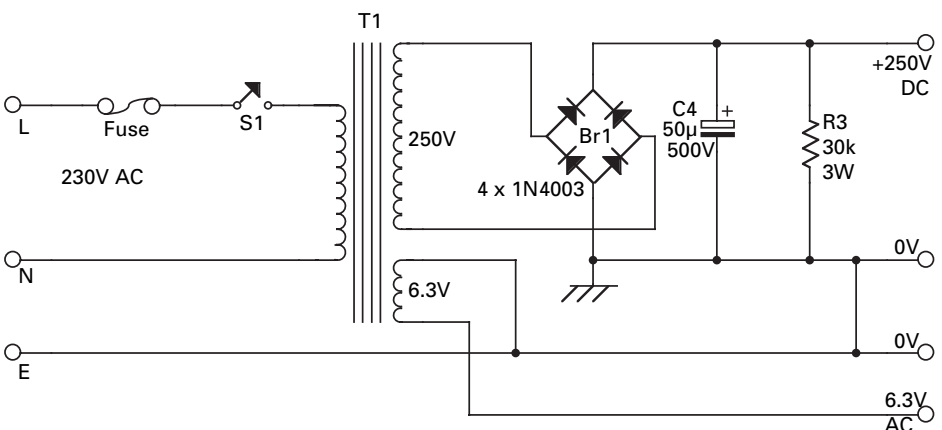 T1
+250V
DC
L
Fuse
S1
230V AC
250V
Br1
4 x 1N4003
C4
50µ
500V
+
R3
30k
3W
N
6.3V
0V
E
0V
6.3V
AC